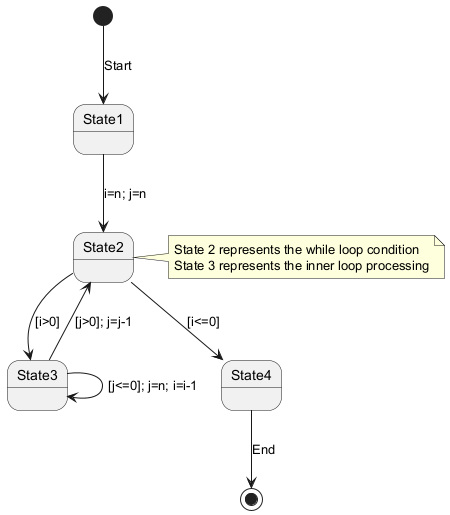 Start
State1
i=n; j=n
State2
State 2 represents the while loop condition
State 3 represents the inner loop processing
[i>0]
[j>0]; j=j-1
[i<=0]
State3
[j<=0]; j=n; i=i-1
State4
End